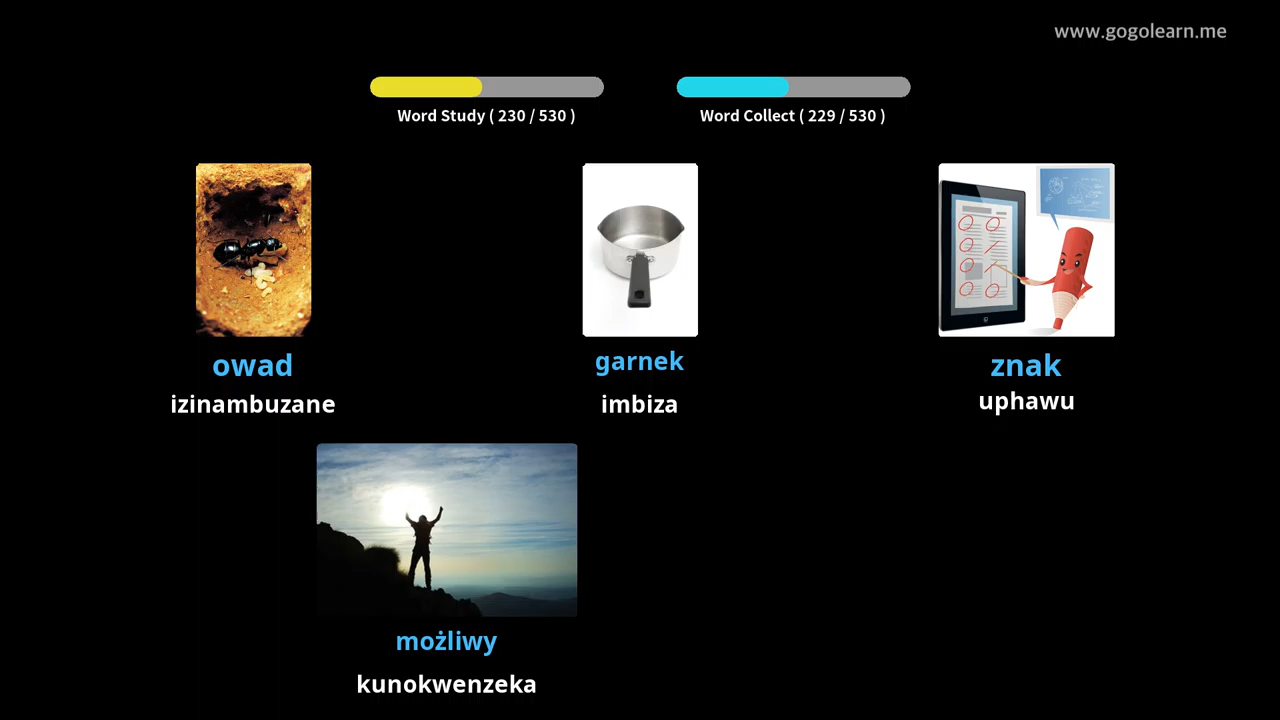 www.gogolearn.me
Word Study ( 230 / 530 )
Word Collect ( 229 / 530 )
owad
izinambuzane
garnek
imbiza
znak
uphawu
możliwy
kunokwenzeka